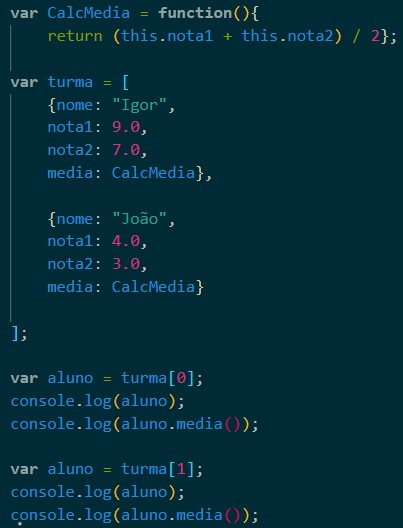 var CalcMedia = function(){
return (this.nota1 + this.nota2) / 2};
var turma = [
{nome: "Igor",
nota1: 9.0,
nota2: 7.0,
media: CalcMedia},
{nome: "João",
nota1: 4.0,
nota2: 3.0,
media: CalcMedia}
];
var aluno = turma[0];
console.log(aluno);
console.log(aluno.media());
var aluno = turma[1];
console.log(aluno);
console.log(aluno.media());